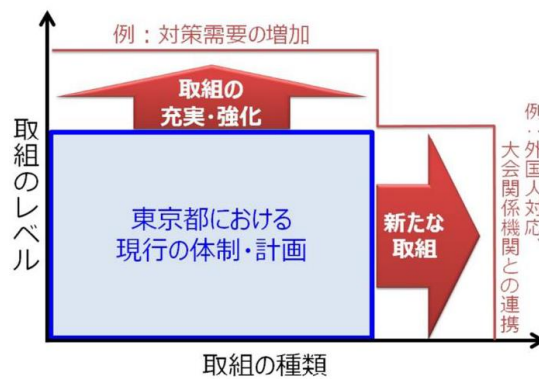 例：対策需要の増加
取組の
充実・強化
取組のレベル
東京都における
現行の体制・計画
新たな
取組
例：外国人対応、
大会関係機関との連携
取組の種類